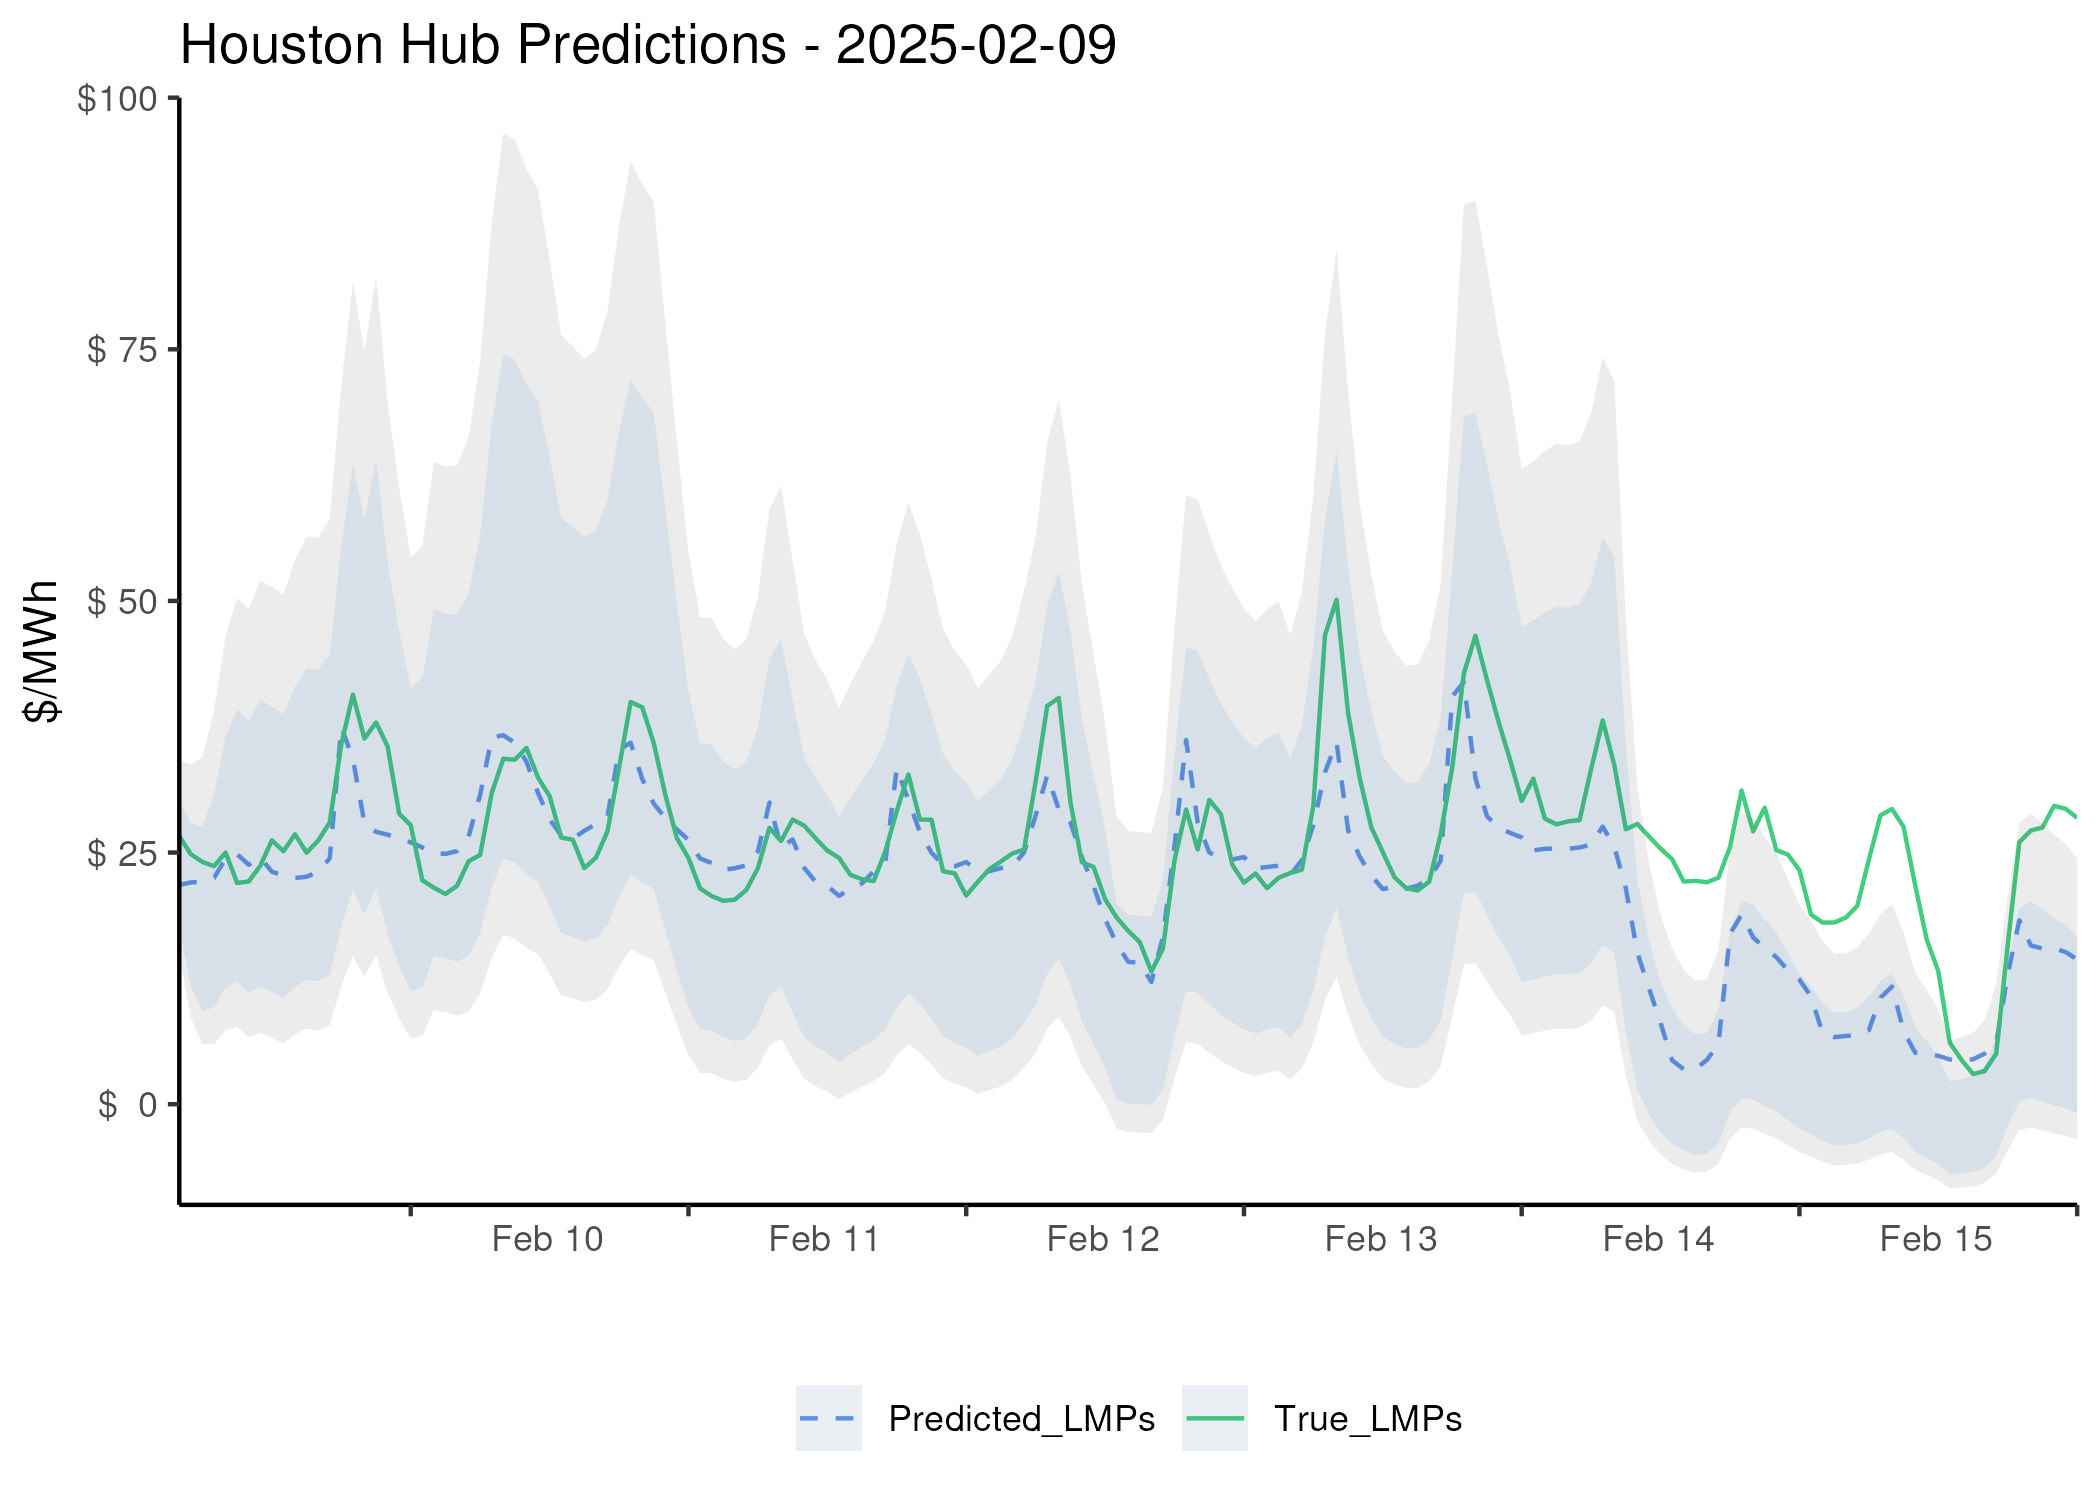 Houston Hub Predictions - 2025-02-09
$100
$ 75
$ 50
$ 25
$ 0
$/MWh
Feb 10
Feb 11
Feb 12
Feb 13
Feb 14
Feb 15
Predicted_LMPs
True_LMPs